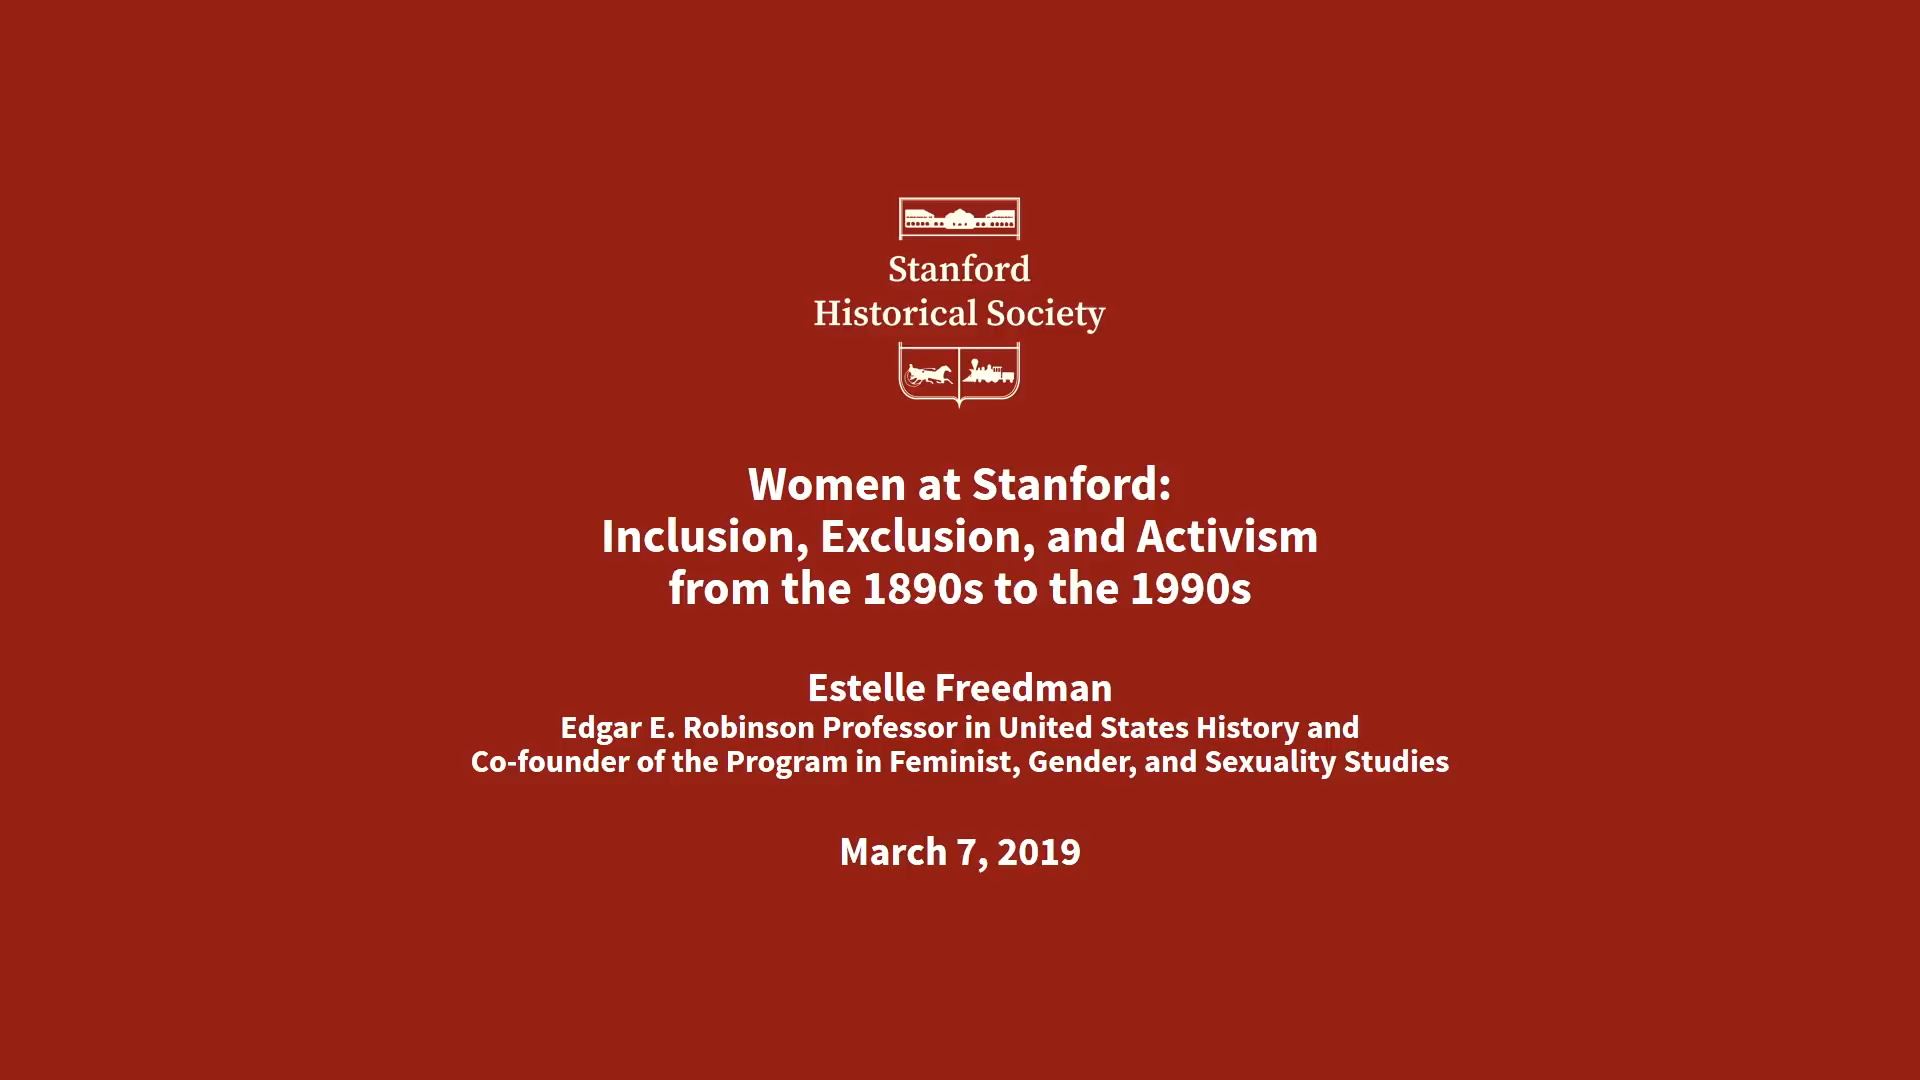 Stanford
Historical Society
Women at Stanford:
Inclusion, Exclusion, and Activism
from the 1890s to the 1990s
Estelle Freedman
Edgar E. Robinson Professor in United States History and
Co-founder of the Program in Feminist, Gender, and Sexuality Studies
March 7, 2019